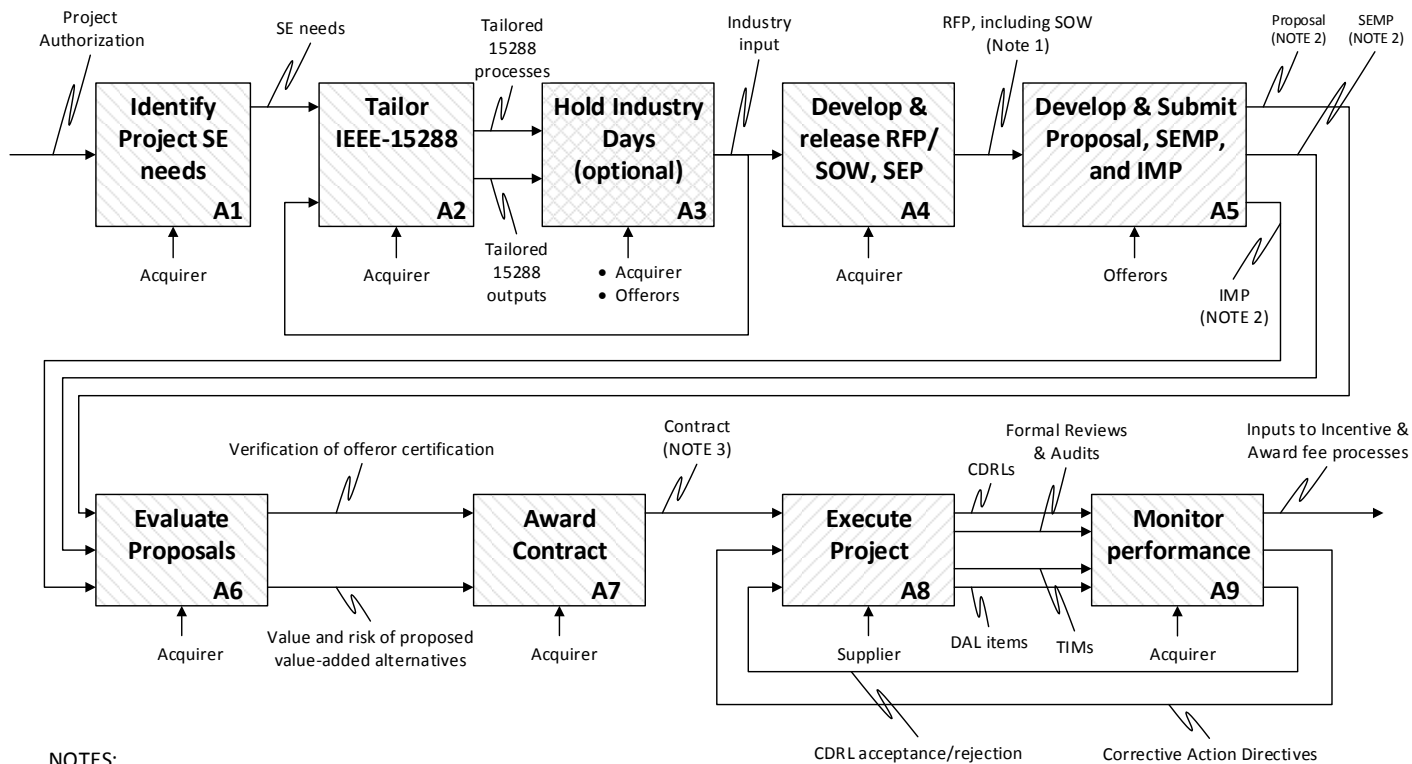 Project
Authorization
SE needs
Tailored
15288
processes
Industry
input
RFP, including SOW
(Note 1)
Proposal
(NOTE 2)
SEMP
(NOTE 2)
Identify
Project SE
needs
A1
Tailor
IEEE-15288
A2
Hold Industry
Days
(optional)
A3
Develop &
release RFP/
SOW, SEP
A4
Develop & Submit
Proposal, SEMP,
and IMP
A5
Acquirer
Acquirer
Tailored
15288
outputs
• Acquirer
• Offerors
Acquirer
Offerors
IMP
(NOTE 2)
Verification of offeror certification
Contract
(NOTE 3)
CDRLs
Formal Reviews
& Audits
Inputs to Incentive &
Award fee processes
Evaluate
Proposals
A6
Award
Contract
A7
Execute
Project
A8
Monitor
performance
A9
Acquirer
Value and risk of proposed
value-added alternatives
Acquirer
Supplier
DAL items
TIMs
Acquirer
CDRL acceptance/rejection
Corrective Action Directives
NOTES: